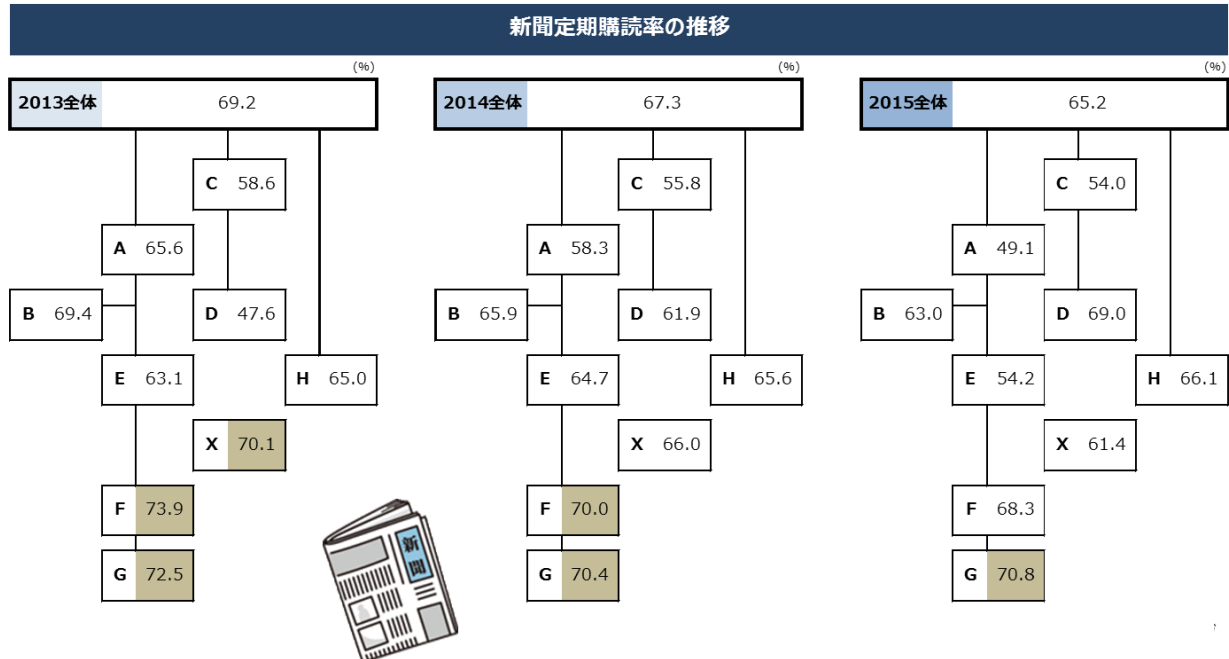 新聞定期購読率の推移
(%) (%) (%)
2013全体 69.2 2014全体 67.3 2015全体 65.2
C 58.6 C 55.8 C 54.0
A 65.6 A 58.3 A 49.1
B 69.4 D 47.6 B 65.9 D 61.9 B 63.0 D 69.0
E 63.1 H 65.0 E 64.7 H 65.6 E 54.2 H 66.1
X 70.1 X 66.0 X 61.4
F 73.9 F 70.0 F 68.3
新聞
G 72.5 G 70.4 G 70.8